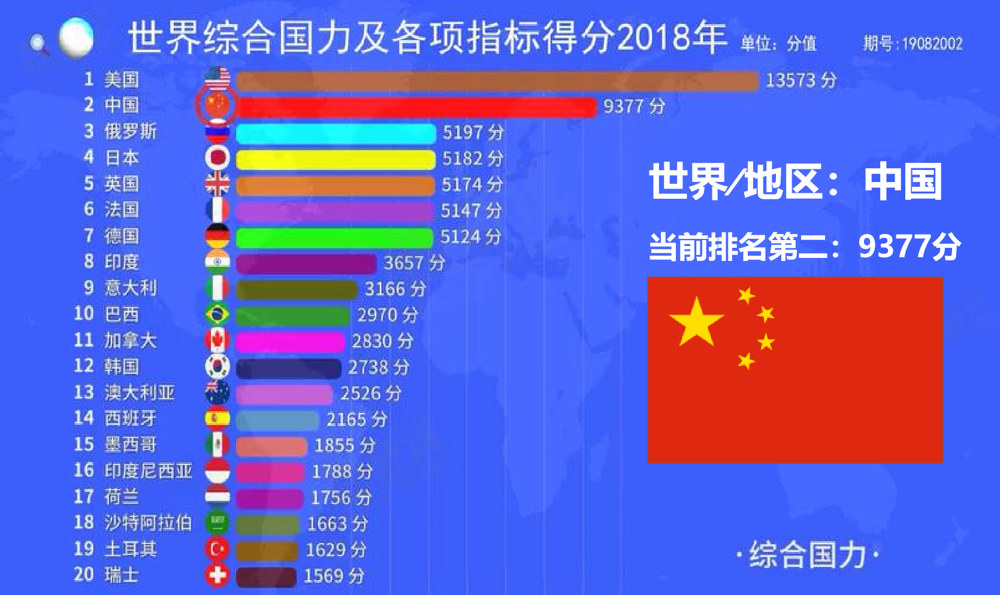 世界综合国力及各项指标得分2018年 单位：分值 期号:19082002
1 美国 13573 分
2 中国 9377 分
3 俄罗斯 5197 分
4 日本 5182 分
5 英国 5174 分
6 法国 5147 分
7 德国 5124 分
8 印度 3657 分
9 意大利 3166 分
10 巴西 2970 分
11 加拿大 2830 分
12 韩国 2738 分
13 澳大利亚 2526 分
14 西班牙 2165 分
15 墨西哥 1855 分
16 印度尼西亚 1788 分
17 荷兰 1756 分
18 沙特阿拉伯 1663 分
19 土耳其 1629 分
20 瑞士 1569 分
世界/地区：中国
当前排名第二：9377分
·综合国力·